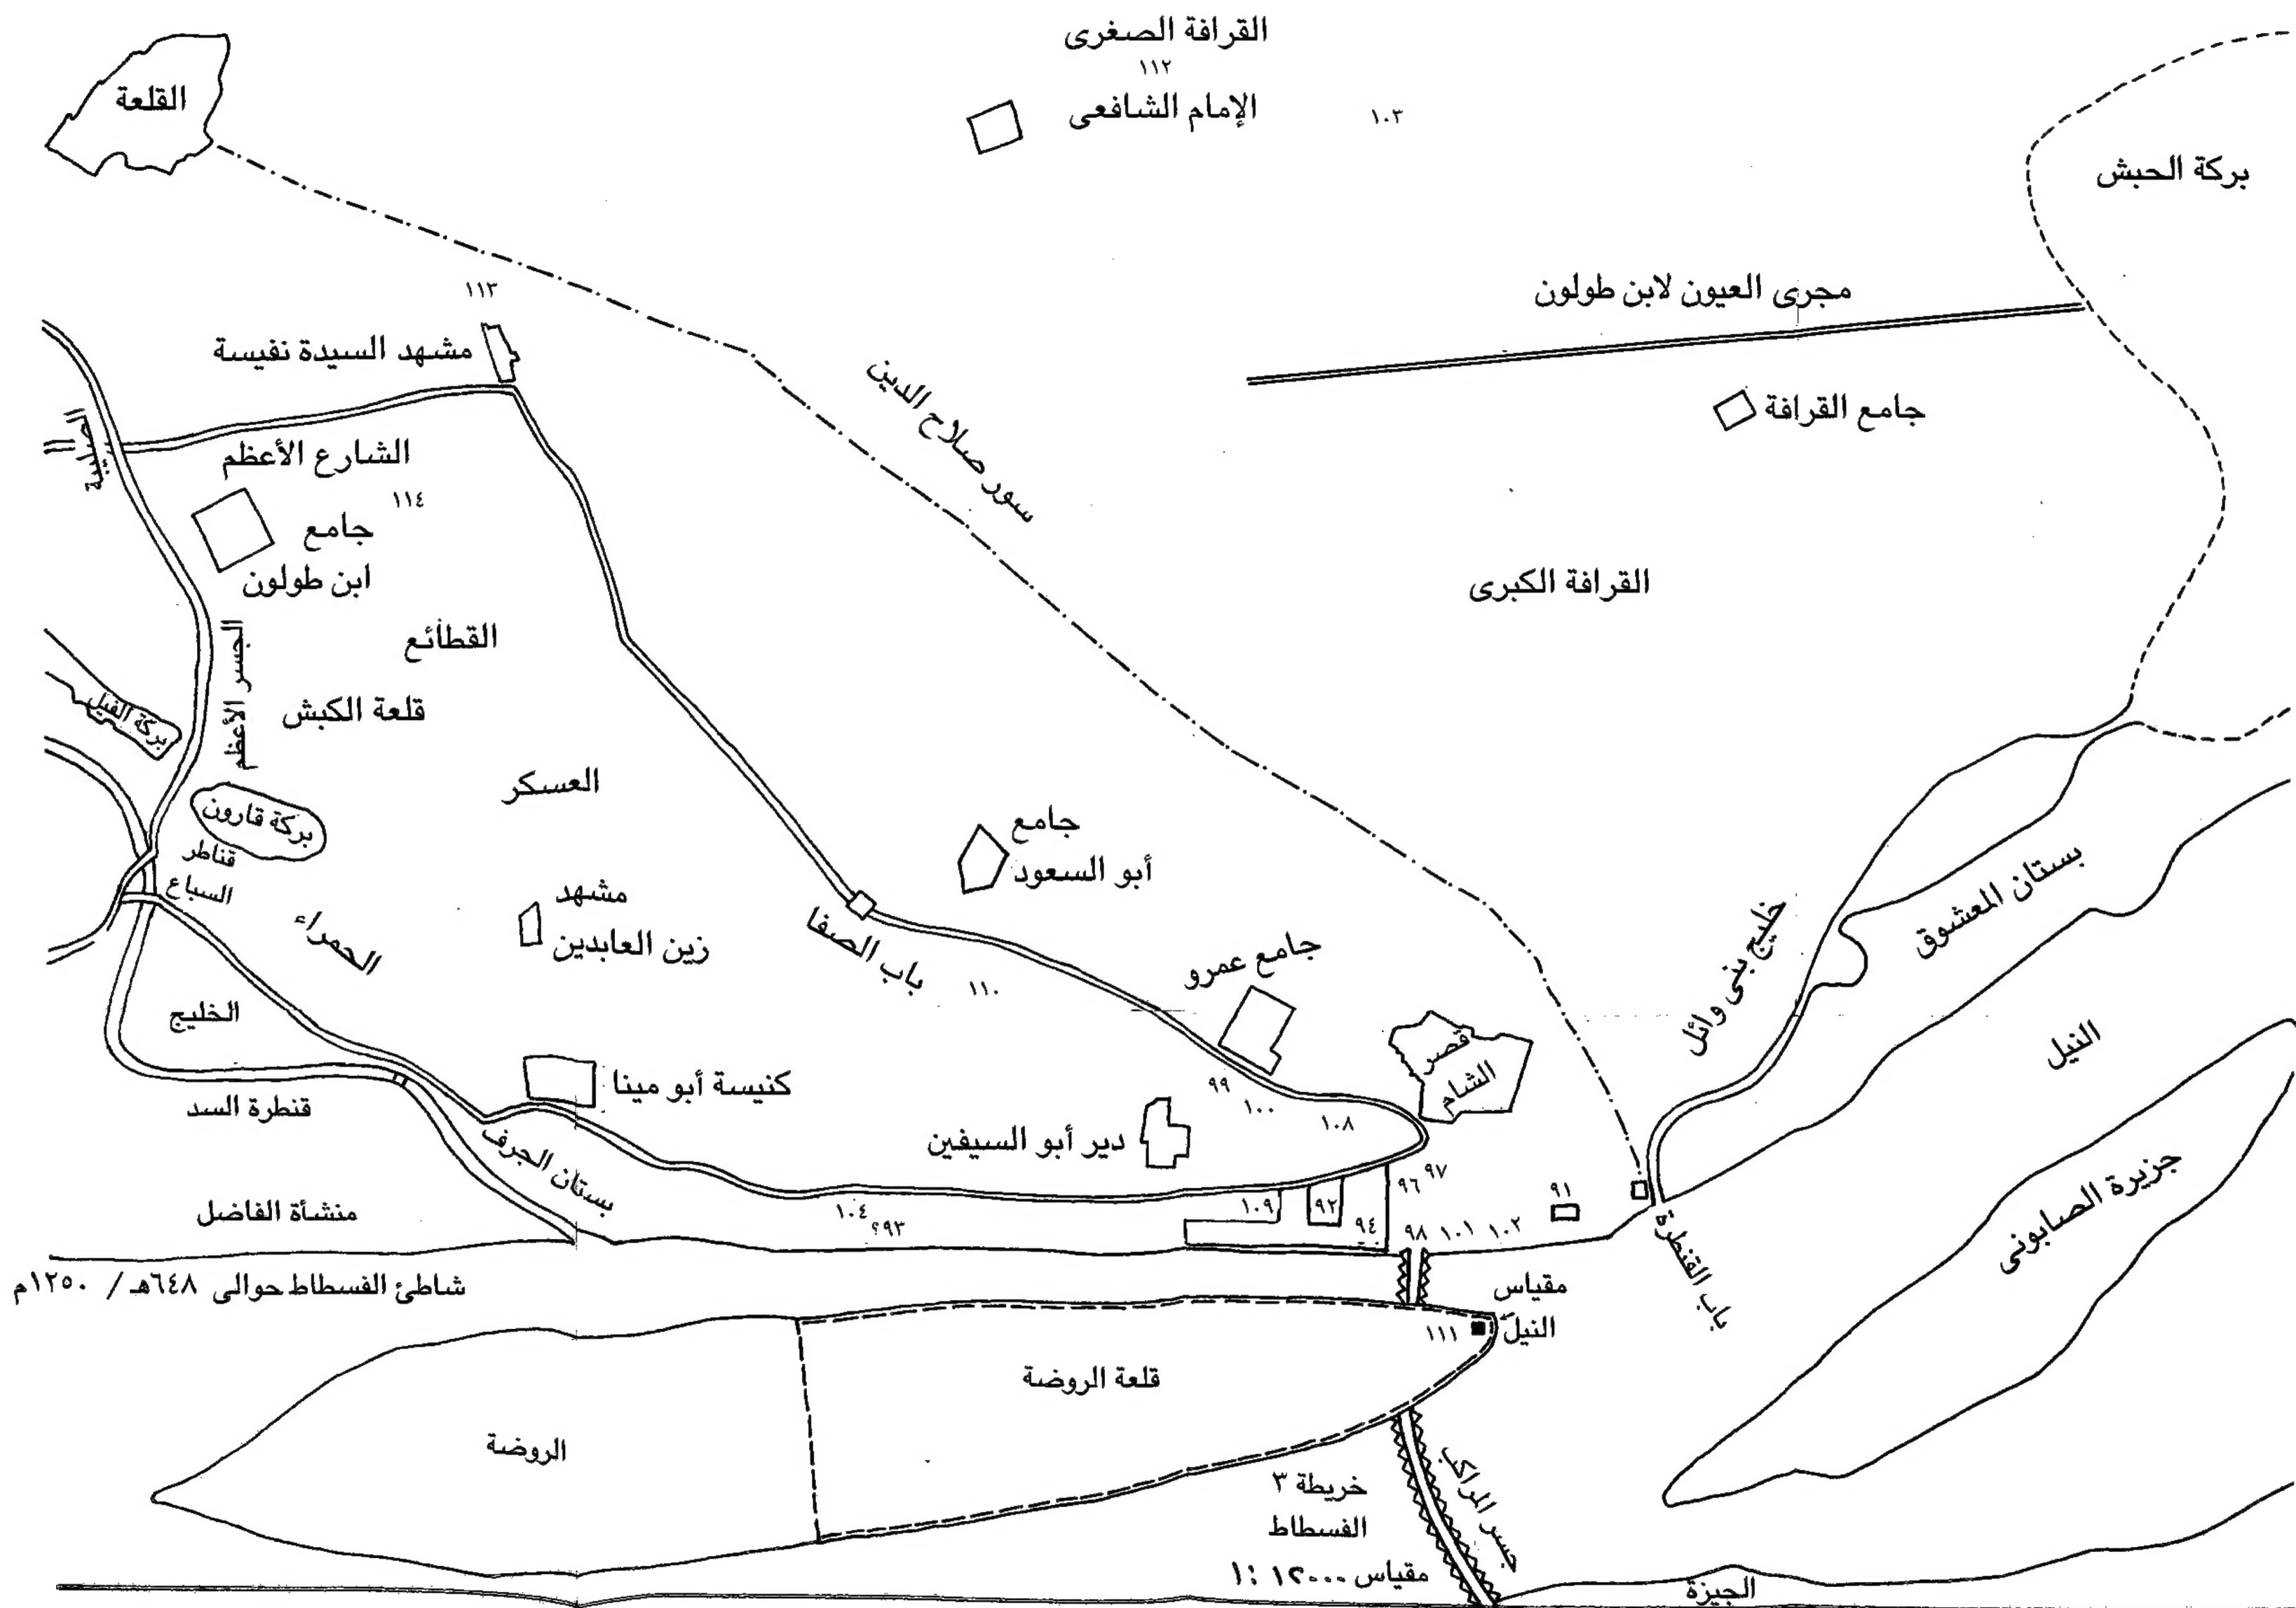 القرافة الصغرى
١١٢
الإمام الشافعى
١٠٣
القلعة
بركة الحبش
مجرى العيون لابن طولون
١١٣
مشهد السيدة نفيسة
سور صلاح الدين
جامع القرافة
الصليبة
الشارع الأعظم
١١٤
جامع
ابن طولون
القرافة الكبرى
القطائع
الجسر الأعظم
قلعة الكبش
بركة الفيل
العسكر
بركة قارون
قناطر
السباع
جامع
أبو السعود
بستان المعشوق
مشهد
زين العابدين
الحمراء
باب الصفا
١١٠
جامع عمرو
خليج بنى وائل
الخليج
قصر
الشام
النيل
كنيسة أبو مينا
٩٩
١٠٠
١٠٨
قنطرة السد
دير أبو السيفين
بستان الجرف
جزيرة الصابونى
٩٧
٩٦
٩١
٩٢
١٠٩
منشأة الفاضل
١٠٤
٩٣؟
٩٤
٩٨
١٠١
١٠٢
باب القنطرة
شاطئ الفسطاط حوالى ٦٤٨هـ / ١٢٥٠م
مقياس
النيل
١١١
قلعة الروضة
الروضة
جسر المراكب
خريطة ٣
الفسطاط
مقياس ١٢٠٠٠ :١
الجيزة